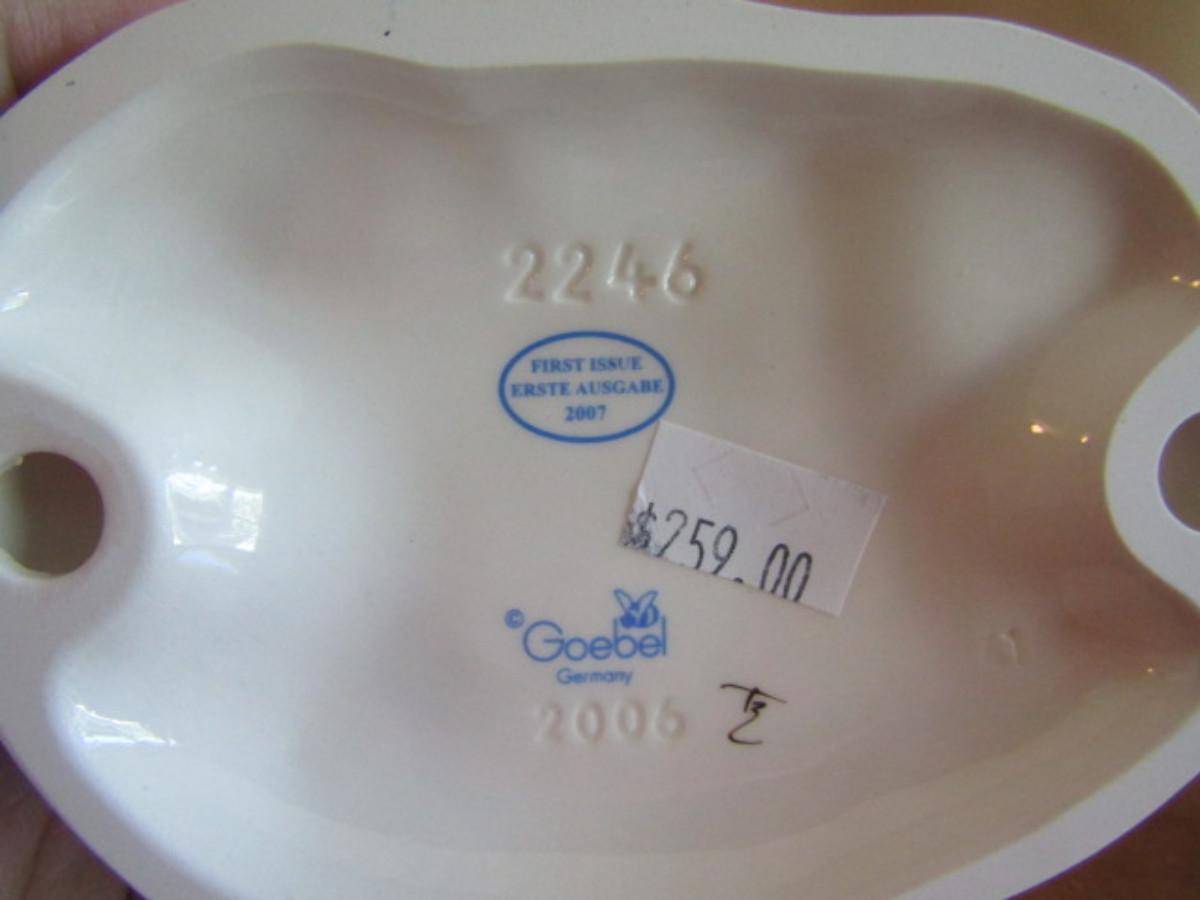 2246
FIRST ISSUE
ERSTE AUSGABE
2007
$259.00
© Goebel
Germany
2006